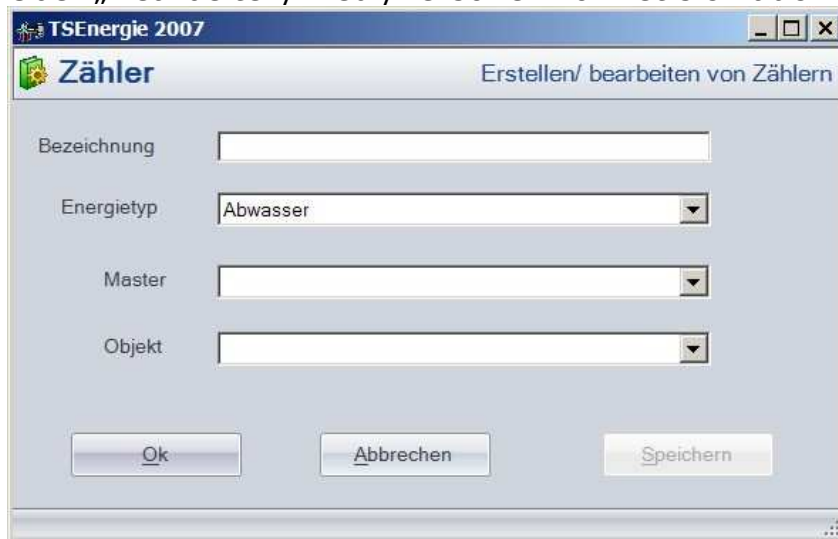 TSEnergie 2007
Zähler
Erstellen/ bearbeiten von Zählern
Bezeichnung
Energietyp
Abwasser
Master
Objekt
Ok
Abbrechen
Speichern